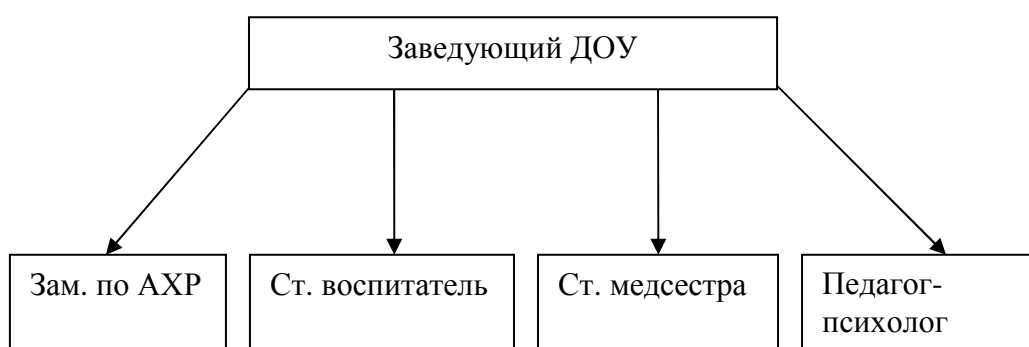 Заведующий ДОУ
Зам. по АХР
Ст. воспитатель
Ст. медсестра
Педагог-
психолог